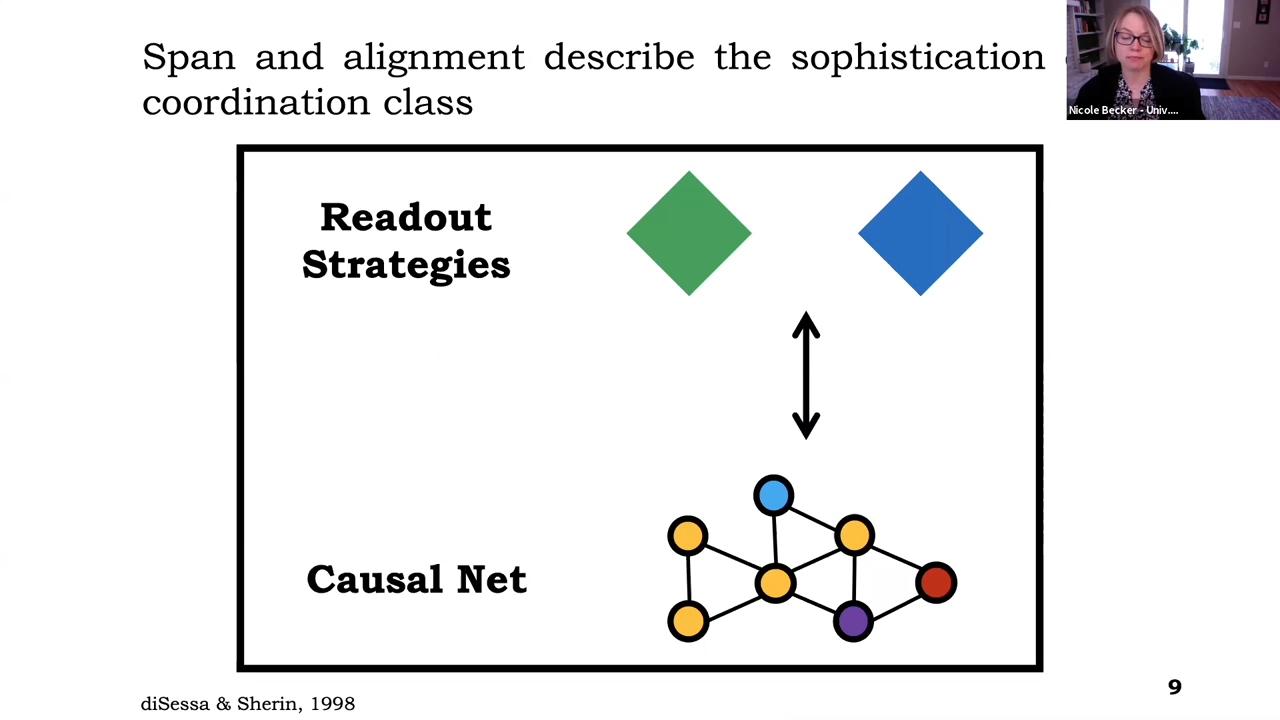 Span and alignment describe the sophistication
coordination class
Nicole Becker - Univ....
Readout
Strategies
Causal Net
diSessa & Sherin, 1998
9